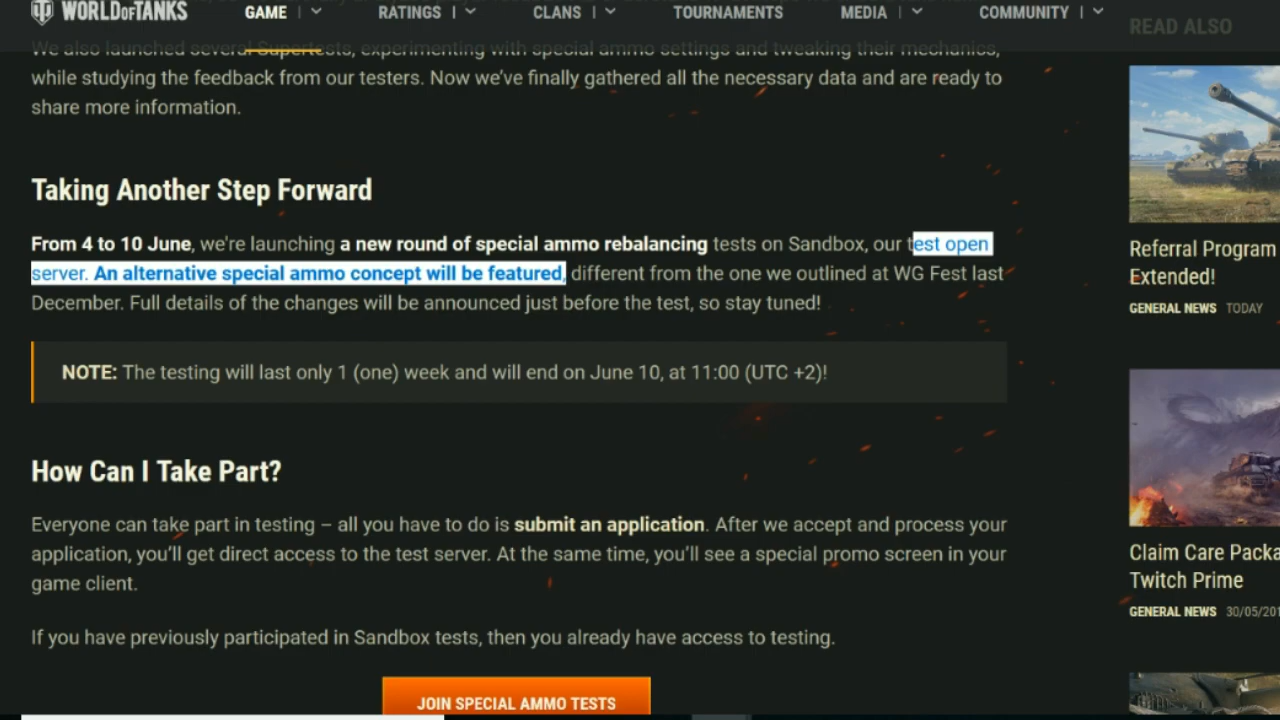 WORLD OF TANKS
GAME
RATINGS
CLANS
TOURNAMENTS
MEDIA
COMMUNITY
READ ALSO
We also launched several Supertests, experimenting with special ammo settings and tweaking their mechanics,
while studying the feedback from our testers. Now we've finally gathered all the necessary data and are ready to
share more information.
Taking Another Step Forward
From 4 to 10 June, we're launching a new round of special ammo rebalancing tests on Sandbox, our test open
server. An alternative special ammo concept will be featured, different from the one we outlined at WG Fest last
December. Full details of the changes will be announced just before the test, so stay tuned!
NOTE: The testing will last only 1 (one) week and will end on June 10, at 11:00 (UTC +2)!
How Can I Take Part?
Everyone can take part in testing – all you have to do is submit an application. After we accept and process your
application, you'll get direct access to the test server. At the same time, you'll see a special promo screen in your
game client.
If you have previously participated in Sandbox tests, then you already have access to testing.
JOIN SPECIAL AMMO TESTS
Referral Program
Extended!
GENERAL NEWS TODAY
Claim Care Packa
Twitch Prime
GENERAL NEWS 30/05/201